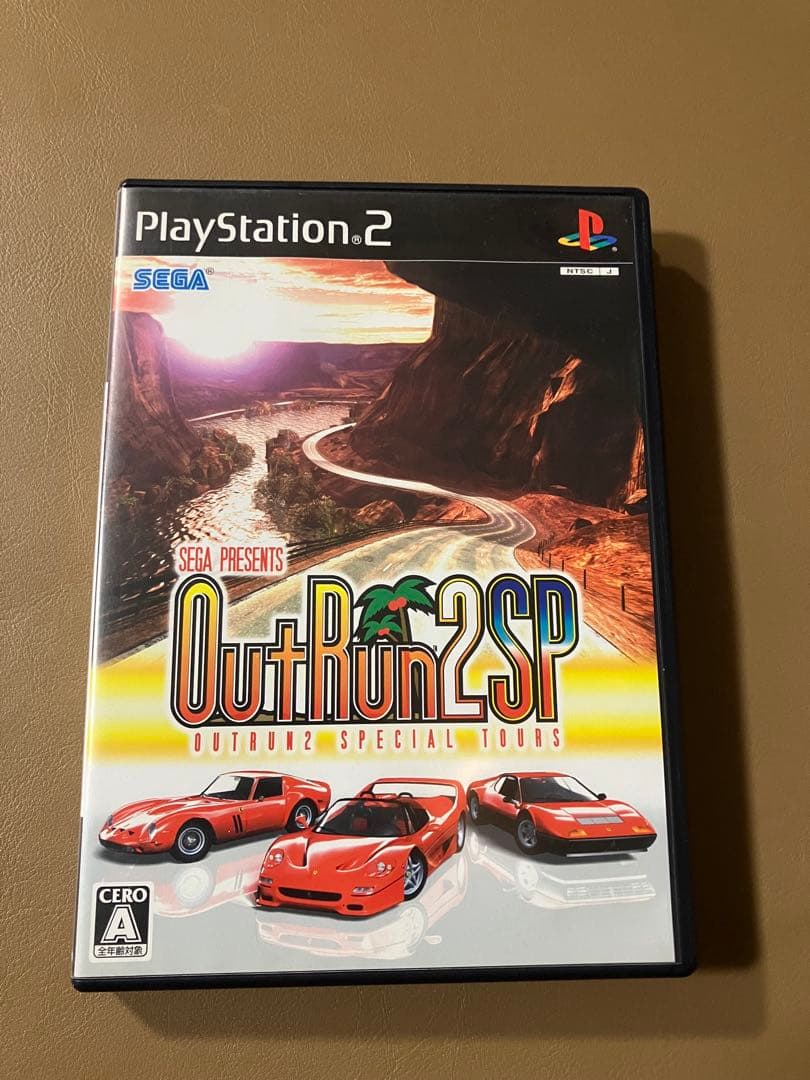 PlayStation®2
SEGA®
NTSC J
SEGA PRESENTS
OutRun2SP
OUTRUN2 SPECIAL TOURS
CERO
A
全年齢対象